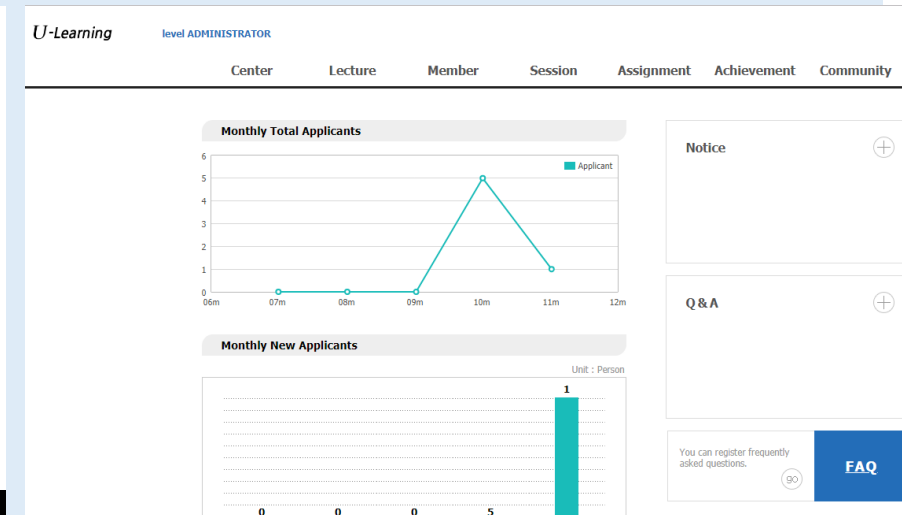 U-Learning
level ADMINISTRATOR
Center Lecture Member Session Assignment Achievement Community
Monthly Total Applicants
6
5
4
3
2
1
0
Applicant
06m 07m 08m 09m 10m 11m 12m
Monthly New Applicants
Unit : Person
1
0 0 0 5
Notice
Q & A
You can register frequently
asked questions.
go
FAQ